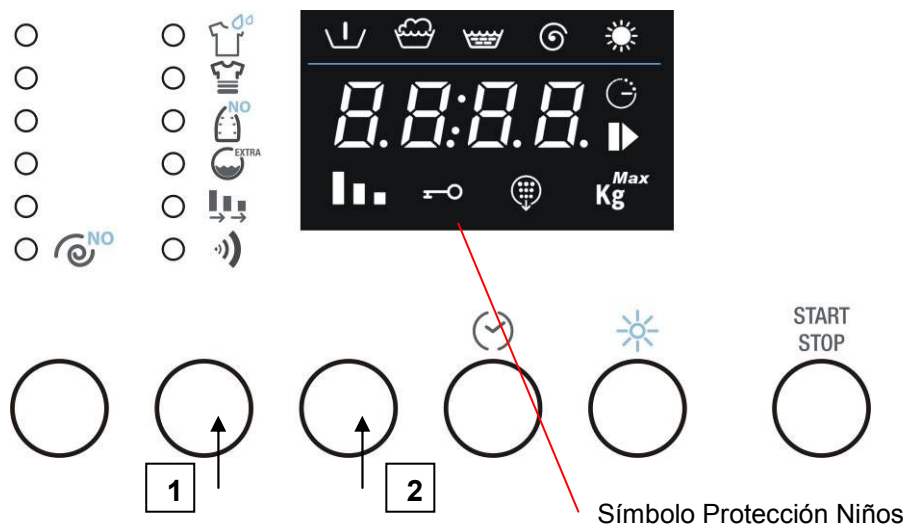 NO
EXTRA
NO
8.8:8.8.
Max
Kg
START
STOP
1
2
Símbolo Protección Niños